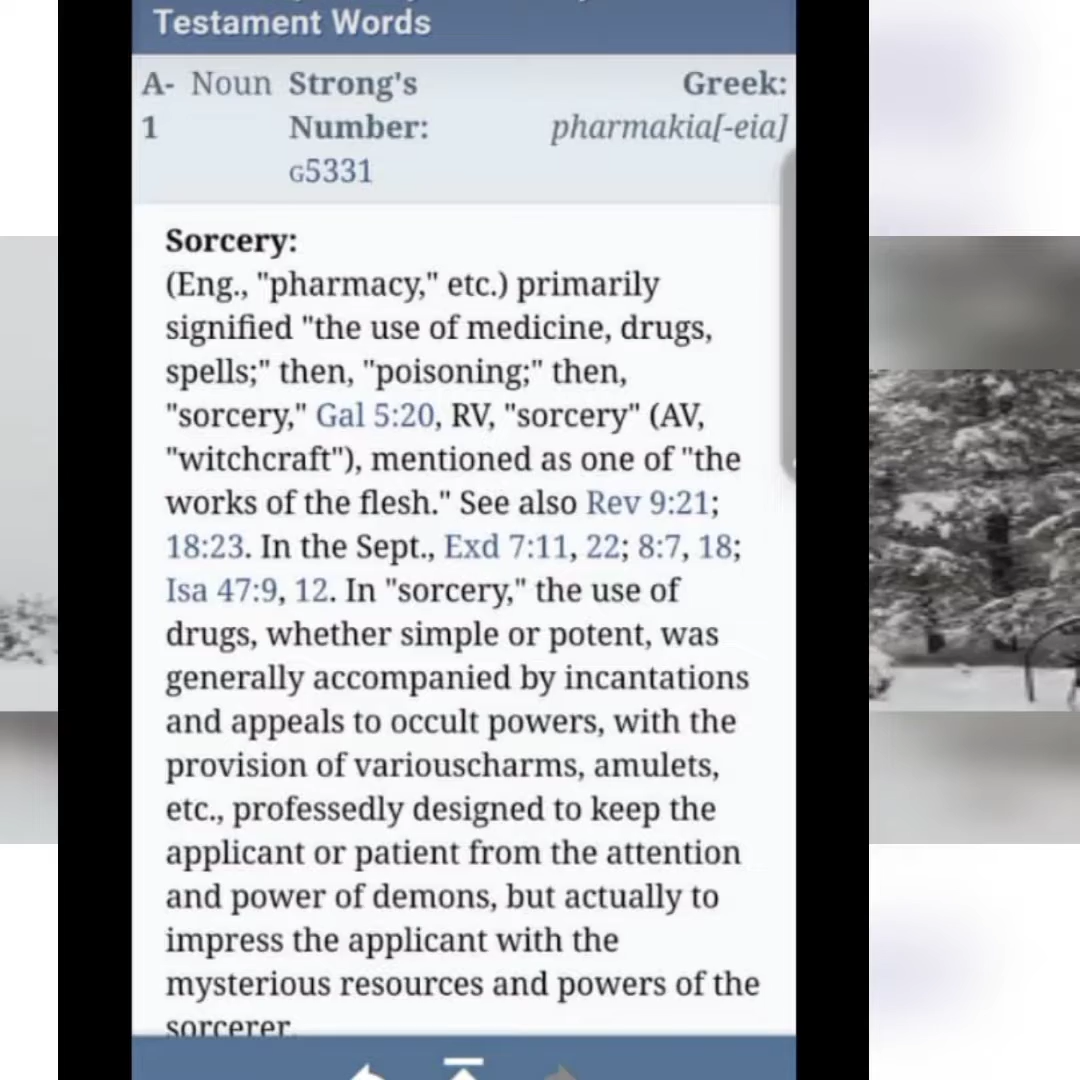 Testament Words
A- Noun Strong's Greek:
1 Number: pharmakia[-eia]
G5331
Sorcery:
(Eng., "pharmacy," etc.) primarily
signified "the use of medicine, drugs,
spells;" then, "poisoning;" then,
"sorcery," Gal 5:20, RV, "sorcery" (AV,
"witchcraft"), mentioned as one of "the
works of the flesh." See also Rev 9:21;
18:23. In the Sept., Exd 7:11, 22; 8:7, 18;
Isa 47:9, 12. In "sorcery," the use of
drugs, whether simple or potent, was
generally accompanied by incantations
and appeals to occult powers, with the
provision of variouscharms, amulets,
etc., professedly designed to keep the
applicant or patient from the attention
and power of demons, but actually to
impress the applicant with the
mysterious resources and powers of the
sorcerer.